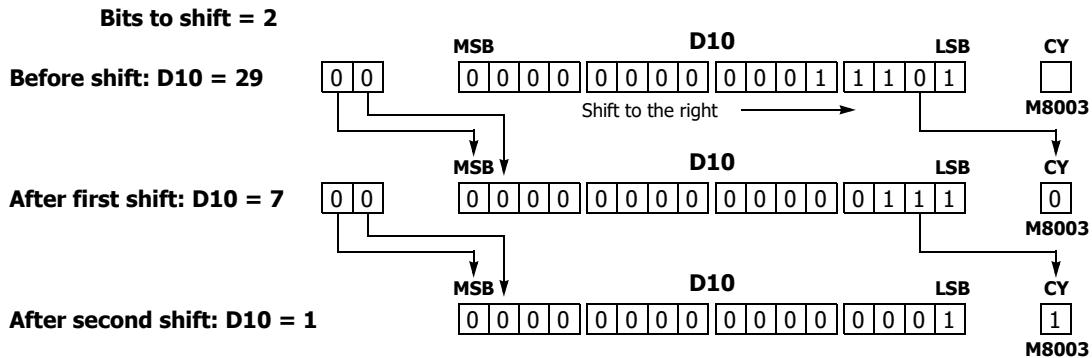 Bits to shift = 2
MSB D10 LSB CY
Before shift: D10 = 29 0 0 0 0 0 0 0 0 0 0 0 0 0 1 1 1 0 1
Shift to the right M8003
MSB D10 LSB CY
After first shift: D10 = 7 0 0 0 0 0 0 0 0 0 0 0 0 0 0 0 1 1 1 0
M8003
MSB D10 LSB CY
After second shift: D10 = 1 0 0 0 0 0 0 0 0 0 0 0 0 0 0 0 1 1
M8003